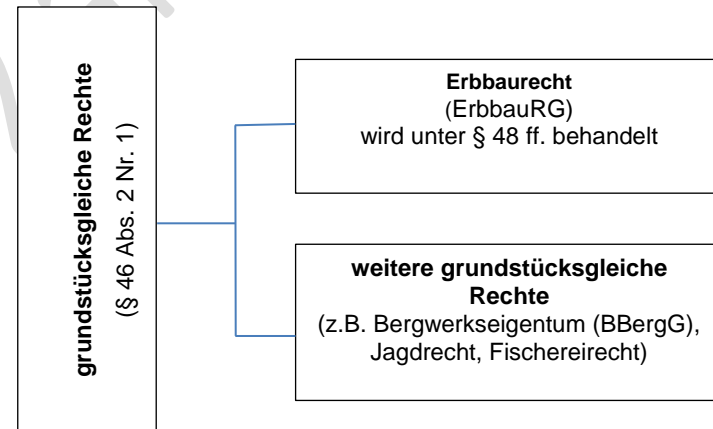 grundstücksgleiche Rechte
(§ 46 Abs. 2 Nr. 1)
Erbbaurecht
(ErbbauRG)
wird unter § 48 ff. behandelt
weitere grundstücksgleiche
Rechte
(z.B. Bergwerkseigentum (BBergG),
Jagdrecht, Fischereirecht)